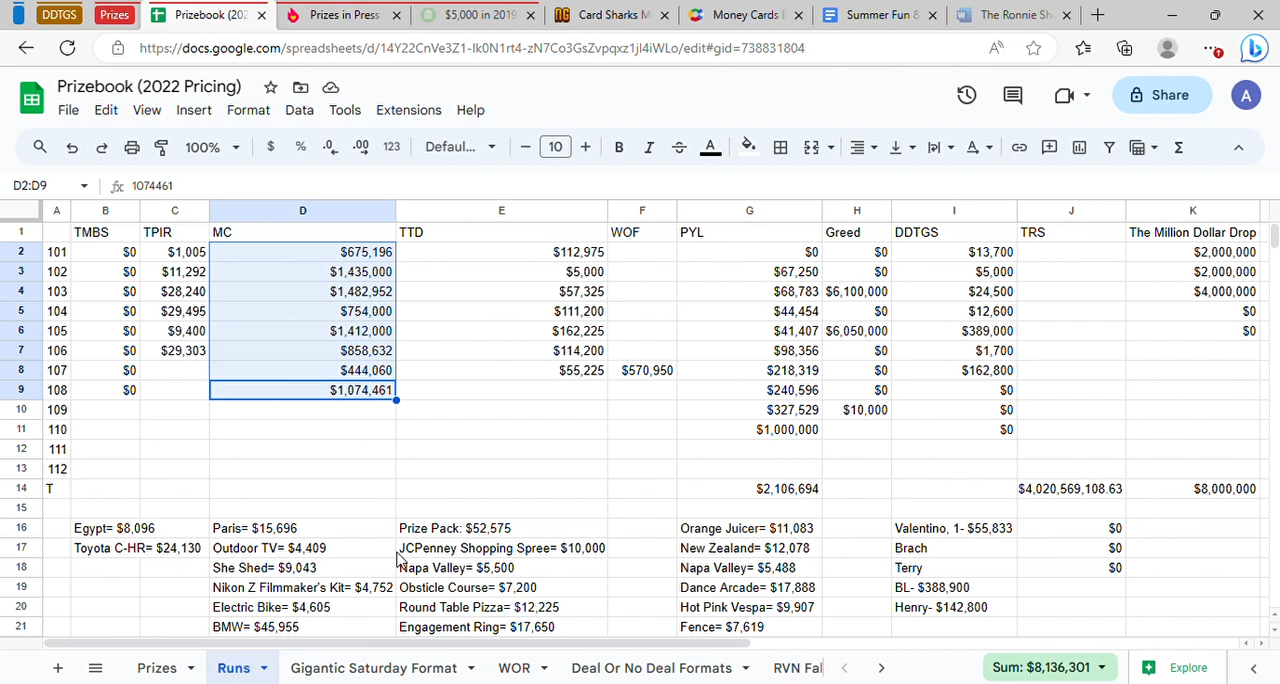 DDTGS Prizes Prizebook (202 Prizes in Press $5,000 in 2019 Card Sharks M Money Cards E Summer Fun & The Ronnie Sh
https://docs.google.com/spreadsheets/d/14Y22CnVe3Z1-Ik0N1rt4-zN7Co3GsZvpqxz1jl4iWLo/edit#gid=738831804
Prizebook (2022 Pricing)
File Edit View Insert Format Data Tools Extensions Help
Share A
100% $ % .0 .00 123 Defaul... 10 B I A
D2:D9 fx 1074461
A B C D E F G H I J K
1 TMBS TPIR MC TTD WOF PYL Greed DDTGS TRS The Million Dollar Drop
2 101 $0 $1,005 $675,196 $112,975 $0 $0 $13,700 $2,000,000
3 102 $0 $11,292 $1,435,000 $5,000 $67,250 $0 $5,000 $2,000,000
4 103 $0 $28,240 $1,482,952 $57,325 $68,783 $6,100,000 $24,500 $4,000,000
5 104 $0 $29,495 $754,000 $111,200 $44,454 $0 $12,600 $0
6 105 $0 $9,400 $1,412,000 $162,225 $41,407 $6,050,000 $389,000 $0
7 106 $0 $29,303 $858,632 $114,200 $98,356 $0 $1,700
8 107 $0 $444,060 $55,225 $570,950 $218,319 $0 $162,800
9 108 $0 $1,074,461 $240,596 $0 $0
10 109 $327,529 $10,000 $0
11 110 $1,000,000 $0
12 111
13 112
14 T $2,106,694 $4,020,569,108.63 $8,000,000
15
16 Egypt= $8,096 Paris= $15,696 Prize Pack: $52,575 Orange Juicer= $11,083 Valentino, 1- $55,833 $0
17 Toyota C-HR= $24,130 Outdoor TV= $4,409 JCPenney Shopping Spree= $10,000 New Zealand= $12,078 Brach $0
18 She Shed= $9,043 Napa Valley= $5,500 Napa Valley= $5,488 Terry $0
19 Nikon Z Filmmaker's Kit= $4,752 Obsticle Course= $7,200 Dance Arcade= $17,888 BL- $388,900
20 Electric Bike= $4,605 Round Table Pizza= $12,225 Hot Pink Vespa= $9,907 Henry- $142,800
21 BMW= $45,955 Engagement Ring= $17,650 Fence= $7,619
Prizes Runs Gigantic Saturday Format WOR Deal Or No Deal Formats RVN Fal Sum: $8,136,301 Explore